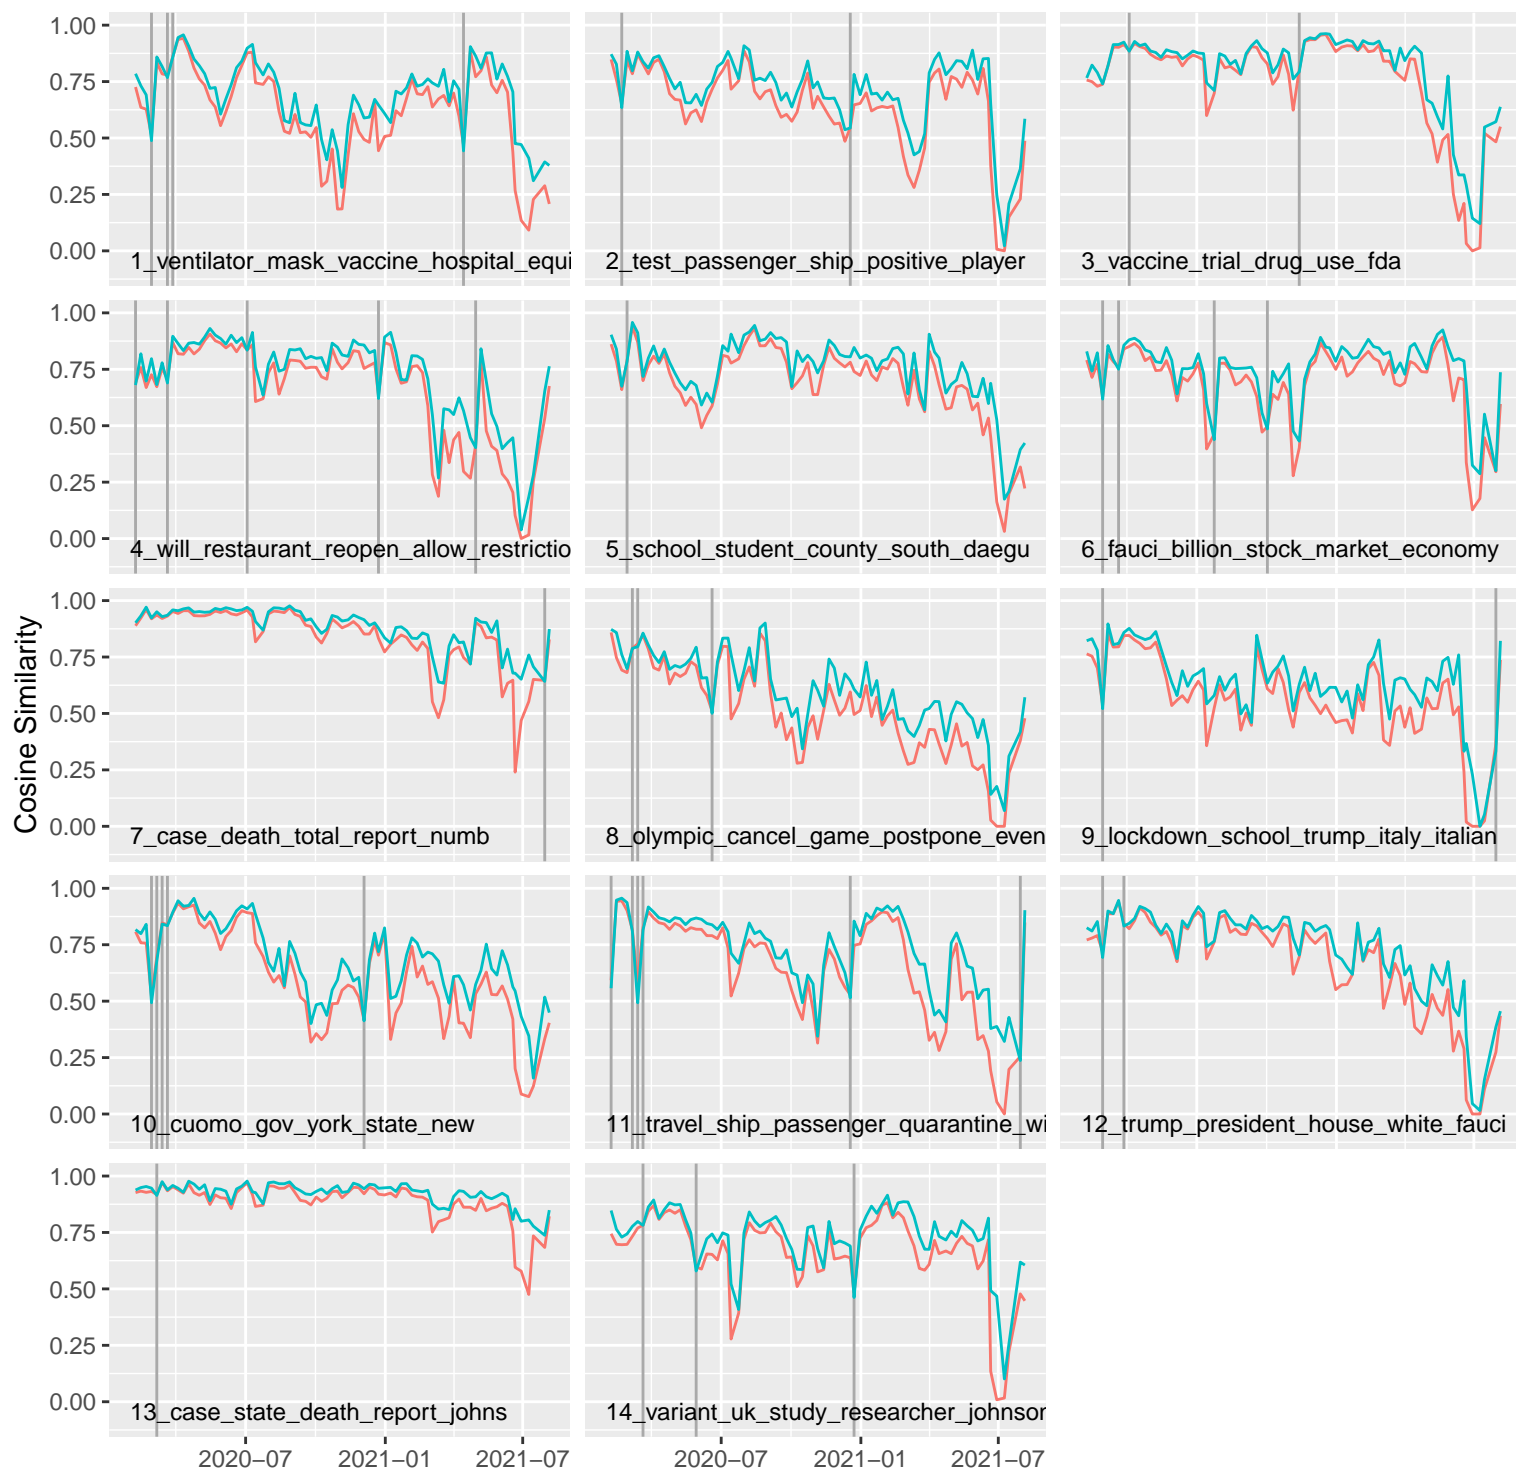 Cosine Similarity
1.00
0.75
0.50
0.25
0.00
1_ventilator_mask_vaccine_hospital_equi
2_test_passenger_ship_positive_player
3_vaccine_trial_drug_use_fda
1.00
0.75
0.50
0.25
0.00
4_will_restaurant_reopen_allow_restrictio
5_school_student_county_south_daegu
6_fauci_billion_stock_market_economy
1.00
0.75
0.50
0.25
0.00
7_case_death_total_report_numb
8_olympic_cancel_game_postpone_even
9_lockdown_school_trump_italy_italian
1.00
0.75
0.50
0.25
0.00
10_cuomo_gov_york_state_new
11_travel_ship_passenger_quarantine_wi
12_trump_president_house_white_fauci
1.00
0.75
0.50
0.25
0.00
13_case_state_death_report_johns
14_variant_uk_study_researcher_johnson
2020−07
2021−01
2021−07
2020−07
2021−01
2021−07